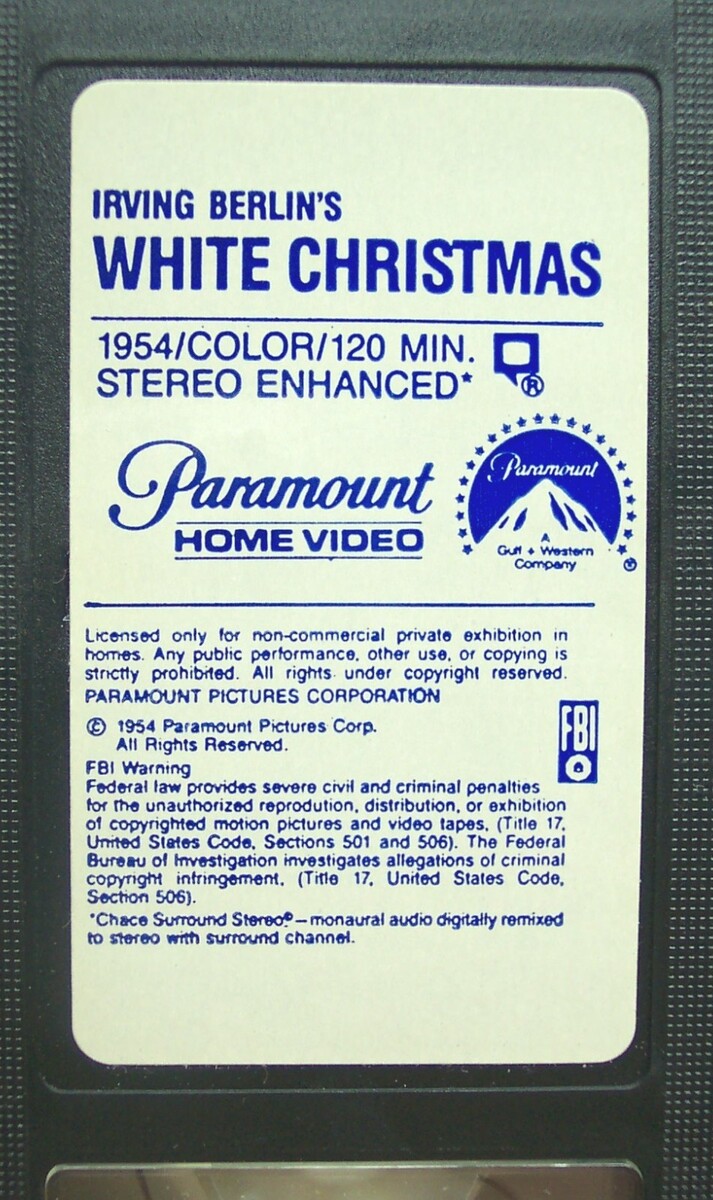 IRVING BERLIN'S
WHITE CHRISTMAS
1954/COLOR/120 MIN.
STEREO ENHANCED*
®
Paramount
HOME VIDEO
Paramount
A
Gulf + Western
Company
®
Licensed only for non-commercial private exhibition in
homes. Any public performance, other use, or copying is
strictly prohibited. All rights under copyright reserved.
PARAMOUNT PICTURES CORPORATION
© 1954 Paramount Pictures Corp.
All Rights Reserved.
FBI
FBI Warning
Federal law provides severe civil and criminal penalties
for the unauthorized reprodution, distribution, or exhibition
of copyrighted motion pictures and video tapes, (Title 17,
United States Code, Sections 501 and 506). The Federal
Bureau of Investigation investigates allegations of criminal
copyright infringement, (Title 17, United States Code,
Section 506).
*Chace Surround Stereo®–monaural audio digitally remixed
to stereo with surround channel.